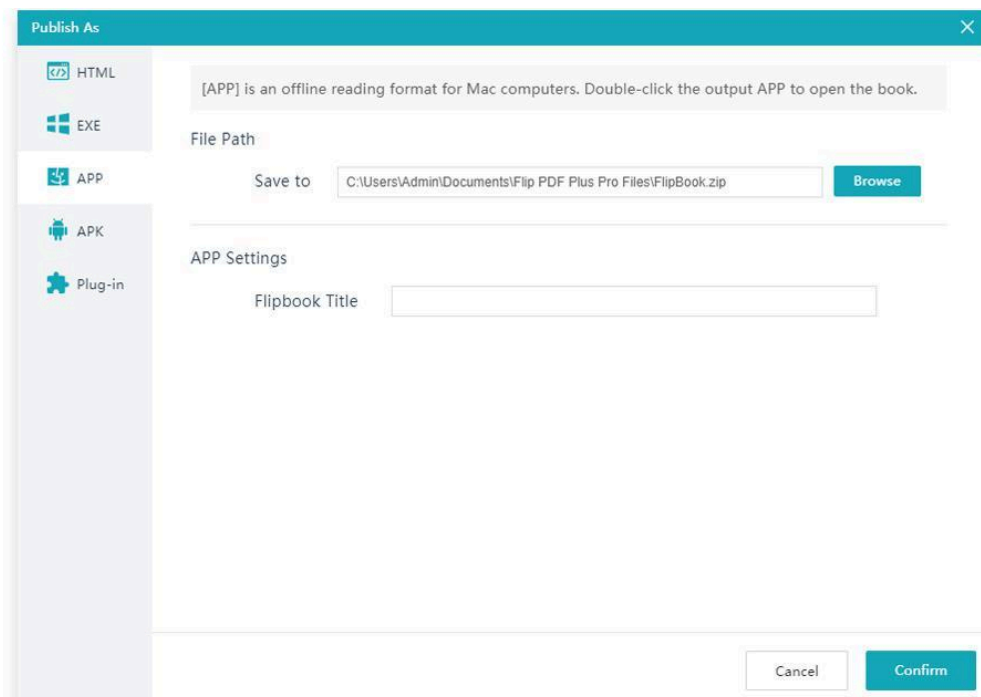 Publish As
HTML
EXE
APP
APK
Plug-in
[APP] is an offline reading format for Mac computers. Double-click the output APP to open the book.
File Path
Save to C:\Users\Admin\Documents\Flip PDF Plus Pro Files\FlipBook.zip Browse
APP Settings
Flipbook Title
Cancel Confirm